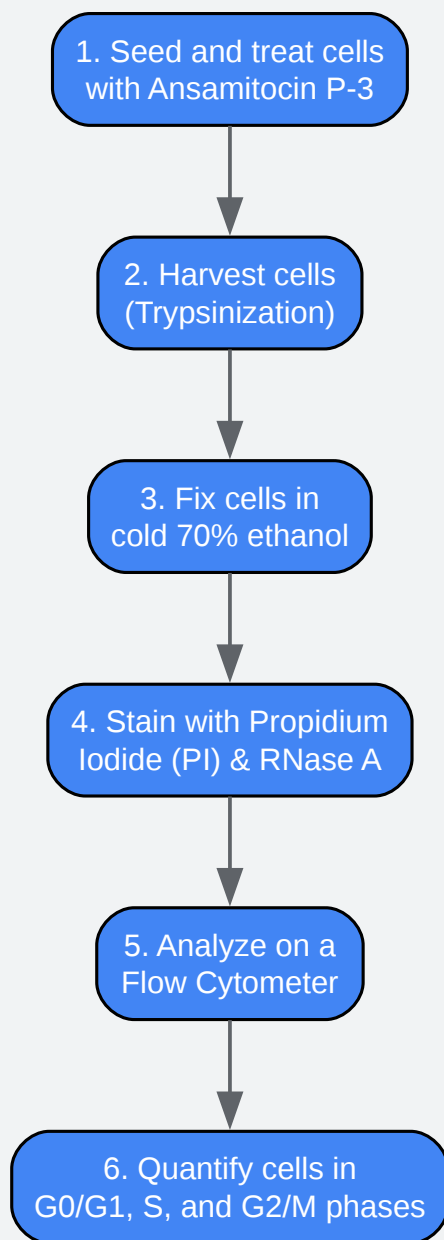 1. Seed and treat cells
with Ansamitocin P-3
2. Harvest cells
(Trypsinization)
3. Fix cells in
cold 70% ethanol
4. Stain with Propidium
Iodide (PI) & RNase A
5. Analyze on a
Flow Cytometer
6. Quantify cells in
G0/G1, S, and G2/M phases